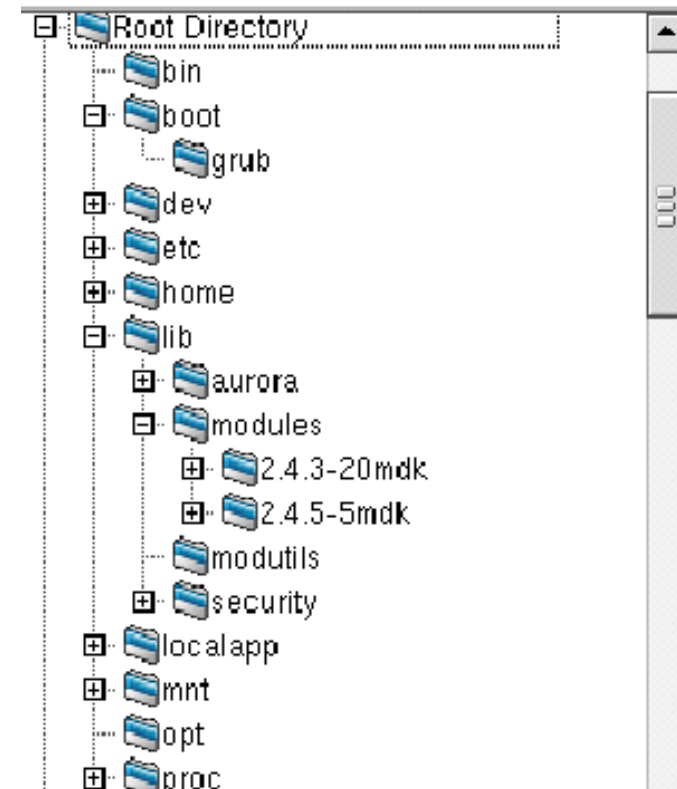 Root Directory
bin
boot
grub
dev
etc
home
lib
aurora
modules
2.4.3-20mdk
2.4.5-5mdk
modutils
security
localapp
mnt
opt
proc